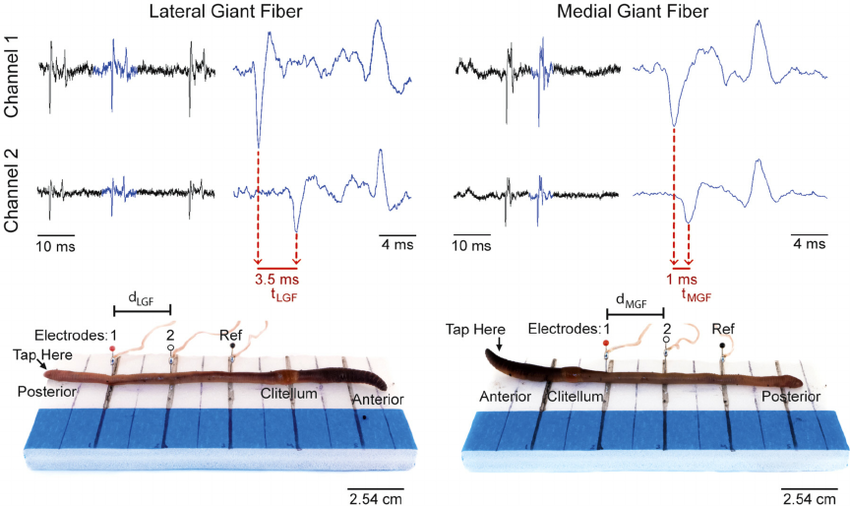 Lateral Giant Fiber
Medial Giant Fiber
Channel 1
Channel 2
10 ms
4 ms
10 ms
4 ms
3.5 ms
tLGF
1 ms
tMGF
dLGF
Electrodes: 1 2 Ref
Tap Here
Posterior
Clitellum
Anterior
2.54 cm
dMGF
Tap Here
Electrodes: 1 2 Ref
Anterior
Clitellum
Posterior
2.54 cm